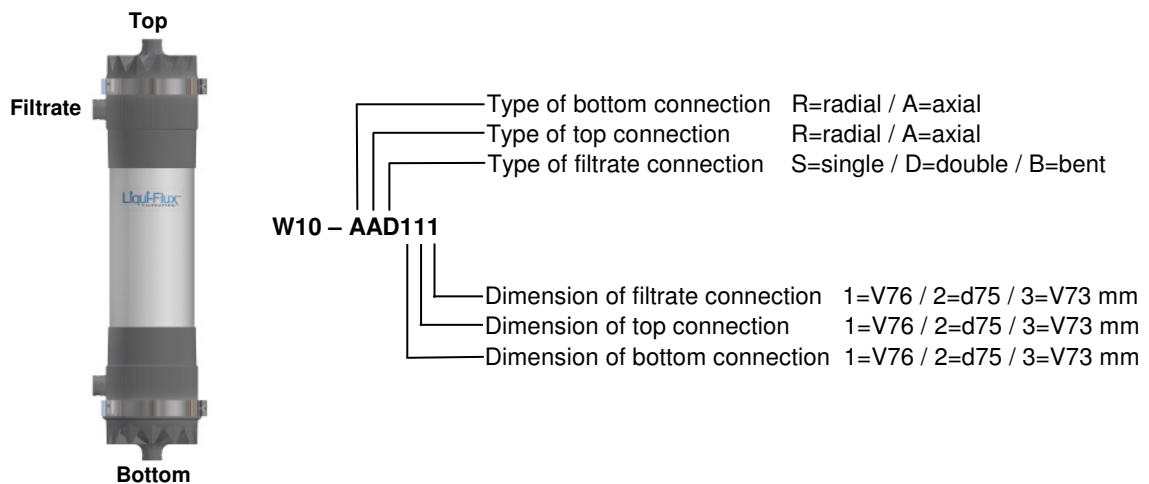 Top
Filtrate
Liqui-Flux
Type of bottom connection R=radial / A=axial
Type of top connection R=radial / A=axial
Type of filtrate connection S=single / D=double / B=bent
W10 – AAD111
Dimension of filtrate connection 1=V76 / 2=d75 / 3=V73 mm
Dimension of top connection 1=V76 / 2=d75 / 3=V73 mm
Dimension of bottom connection 1=V76 / 2=d75 / 3=V73 mm
Bottom